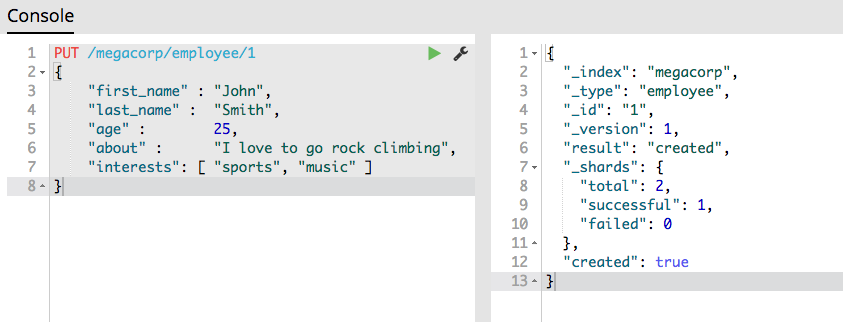 Console
1 PUT /megacorp/employee/1
2 {
3     "first_name" : "John",
4     "last_name" :  "Smith",
5     "age" :        25,
6     "about" :      "I love to go rock climbing",
7     "interests": [ "sports", "music" ]
8 }
1 {
2   "_index": "megacorp",
3   "_type": "employee",
4   "_id": "1",
5   "_version": 1,
6   "result": "created",
7   "_shards": {
8     "total": 2,
9     "successful": 1,
10     "failed": 0
11   },
12   "created": true
13 }